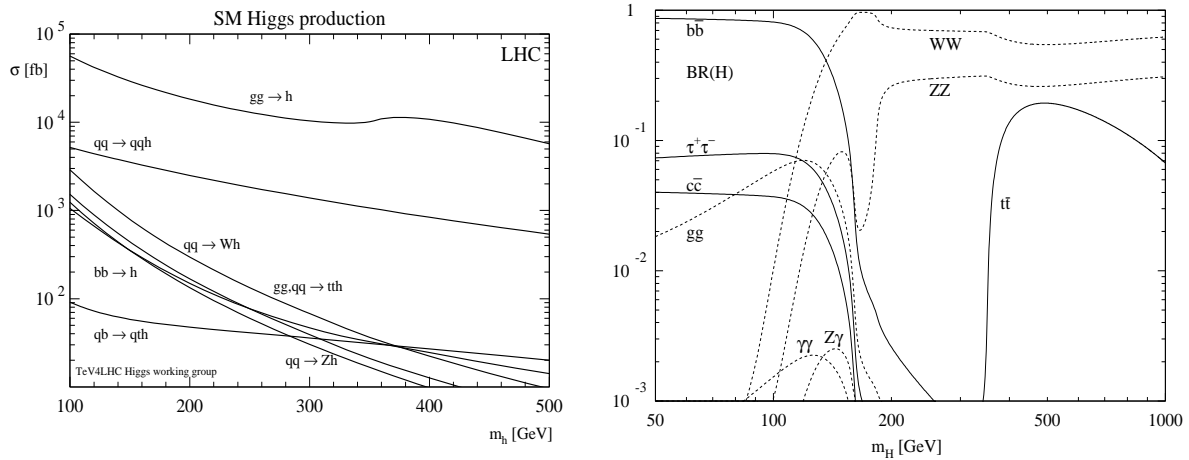 SM Higgs production
LHC
σ [fb]
10^5
10^4
10^3
10^2
gg → h
qq → qqh
qq → Wh
bb → h
gg,qq → tth
qb → qth
qq → Zh
TeV4LHC Higgs working group
100 200 300 400 500
m_h [GeV]
1
10^-1
10^-2
10^-3
bb̄
WW
BR(H)
ZZ
τ⁺τ⁻
cc̄
tt̄
gg
γγ
Zγ
50 100 200 500 1000
m_H [GeV]